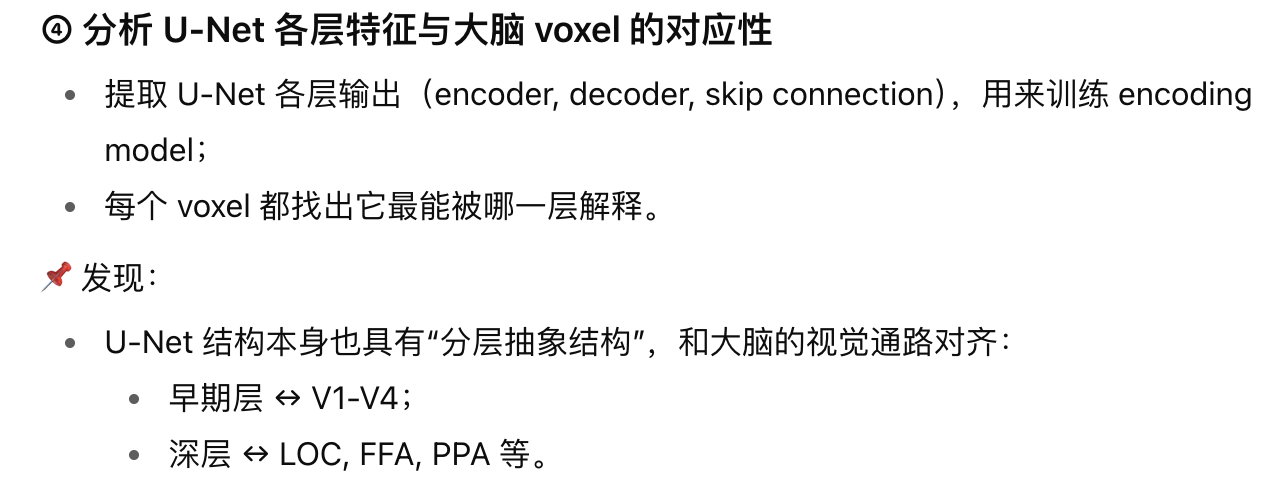 ④ 分析 U-Net 各层特征与大脑 voxel 的对应性
• 提取 U-Net 各层输出（encoder, decoder, skip connection），用来训练 encoding
model；
• 每个 voxel 都找出它最能被哪一层解释。
📌 发现：
• U-Net 结构本身也具有“分层抽象结构”，和大脑的视觉通路对齐：
• 早期层 ↔ V1-V4；
• 深层 ↔ LOC, FFA, PPA 等。